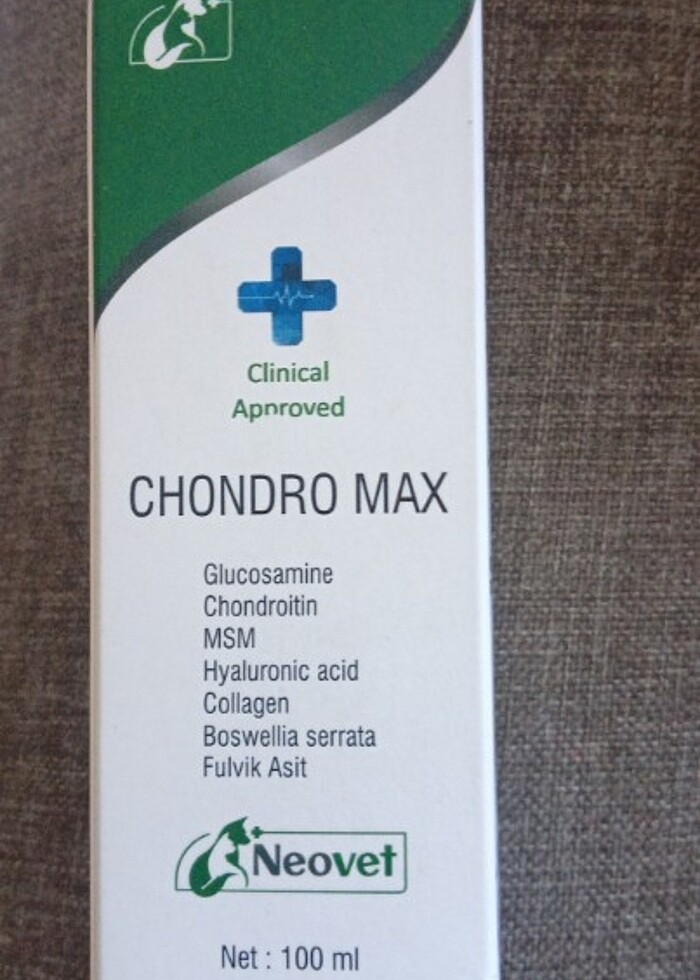 Clinical
Approved
CHONDRO MAX
Glucosamine
Chondroitin
MSM
Hyaluronic acid
Collagen
Boswellia serrata
Fulvik Asit
Neovet
Net : 100 ml